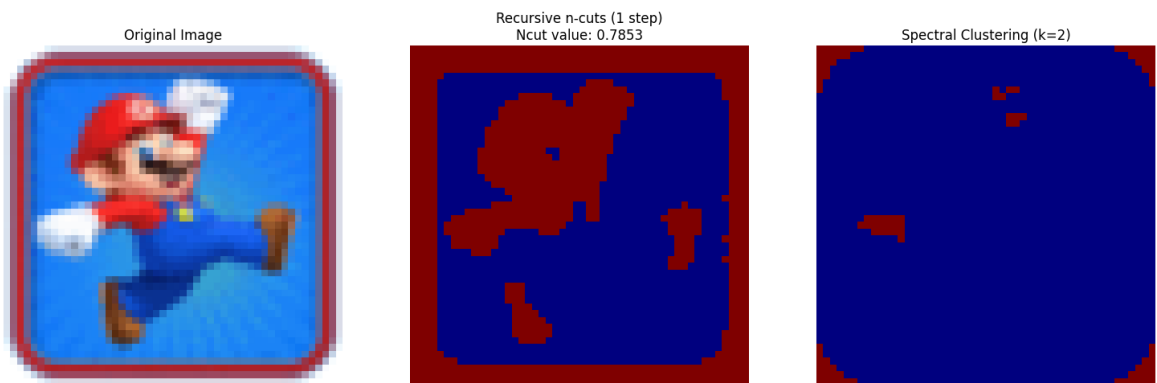 Original Image
Recursive n-cuts (1 step)
Ncut value: 0.7853
Spectral Clustering (k=2)